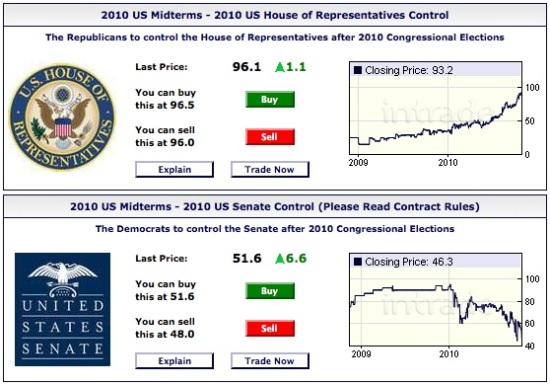 2010 US Midterms - 2010 US House of Representatives Control
The Republicans to control the House of Representatives after 2010 Congressional Elections
U.S. HOUSE OF REPRESENTATIVES
Last Price: 96.1 1.1
You can buy
this at 96.5
Buy
You can sell
this at 96.0
Sell
Explain Trade Now
Closing Price: 93.2
intrade
100
50
0
2009 2010
2010 US Midterms - 2010 US Senate Control (Please Read Contract Rules)
The Democrats to control the Senate after 2010 Congressional Elections
UNITED
STATES
SENATE
Last Price: 51.6 6.6
You can buy
this at 51.6
Buy
You can sell
this at 48.0
Sell
Explain Trade Now
Closing Price: 46.3
intrade
100
80
60
40
2009 2010